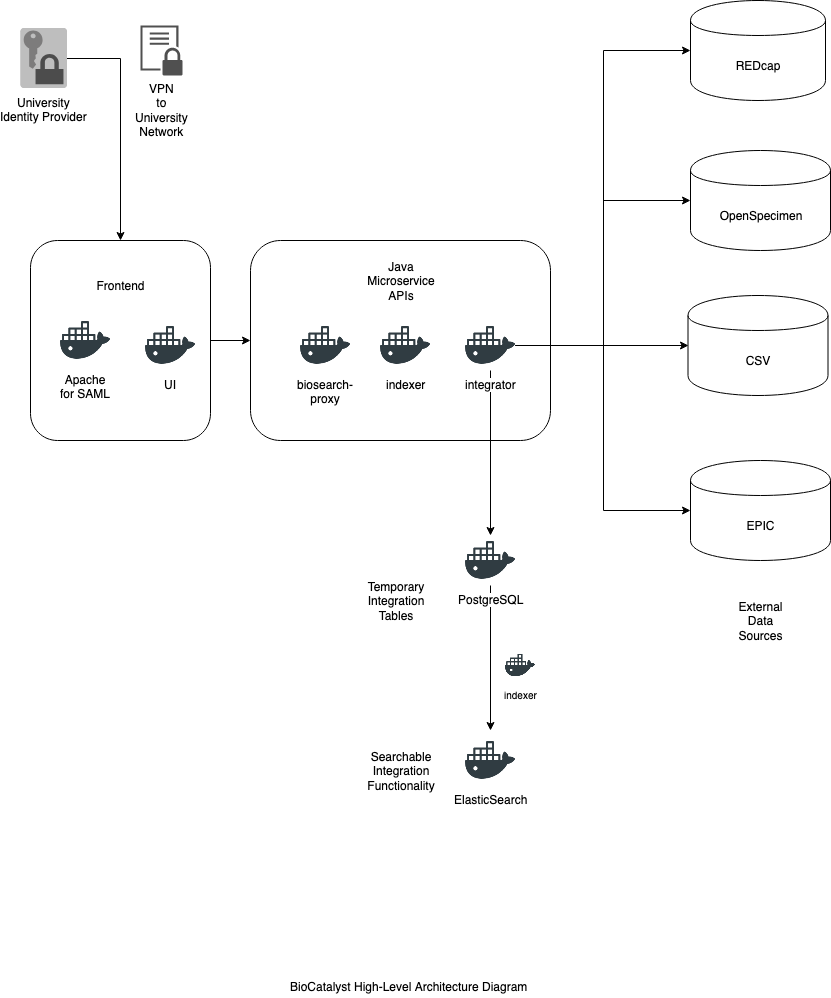 University
Identity Provider
VPN
to
University
Network
REDcap
OpenSpecimen
CSV
EPIC
External
Data
Sources
Frontend
Apache
for SAML
UI
Java
Microservice
APIs
biosearch-
proxy
indexer
integrator
Temporary
Integration
Tables
PostgreSQL
indexer
Searchable
Integration
Functionality
ElasticSearch
BioCatalyst High-Level Architecture Diagram